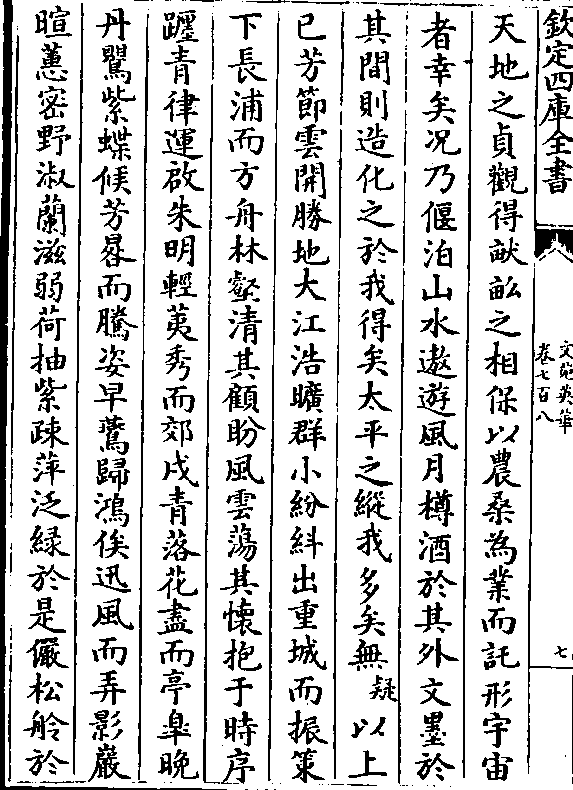 欽定四庫全書
文苑英華
卷七百八
七
天地之貞觀得畎畝之相保以農桑為業而託形宇宙
者幸矣况乃偃泊山水遨遊風月樽酒於其外文墨於
其間則造化之於我得矣太平之縱我多矣無疑以上
已芳節雲開勝地大江浩曠群小紛糾出重城而振策
下長浦而方舟林壑清其顧盼風雲蕩其懷抱于時序
躔青律運啟朱明輕荑秀而郊戍青落花盡而亭臯晚
丹鸎紫蝶候芳晷而騰姿早鷰歸鴻俟迅風而弄影巖
暄蕙密野淑蘭滋弱荷抽紫疎萍泛緑於是儼松舲於